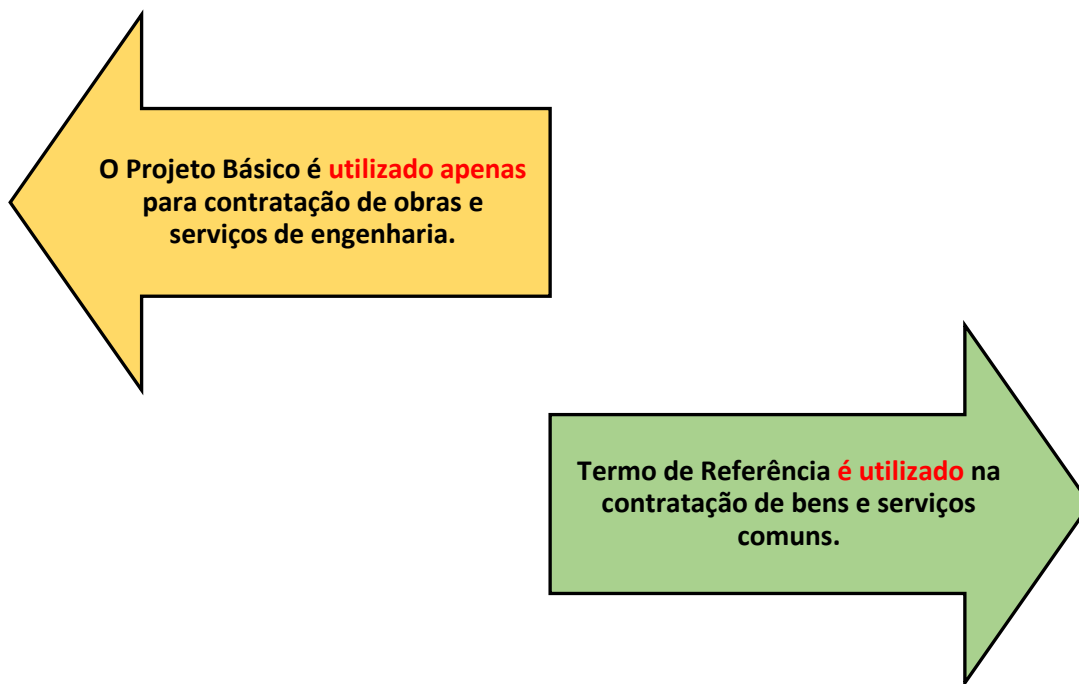 O Projeto Básico é utilizado apenas
para contratação de obras e
serviços de engenharia.
Termo de Referência é utilizado na
contratação de bens e serviços
comuns.